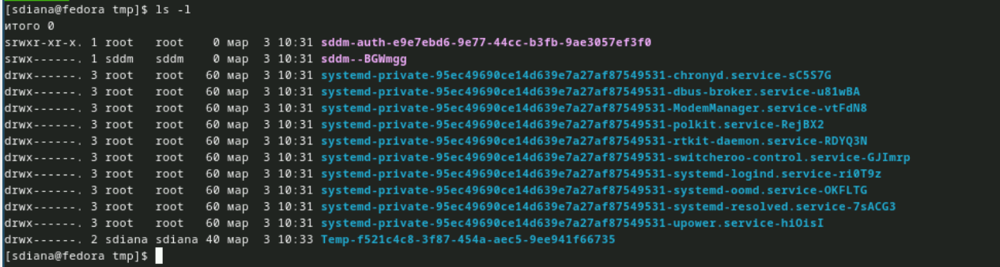 [sdiana@fedora tmp]$ ls -l
итого 0
srwxr-xr-x. 1 root   root    0 мар  3 10:31 sddm-auth-e9e7ebd6-9e77-44cc-b3fb-9ae3057ef3f0
srwx------. 1 sddm   sddm    0 мар  3 10:31 sddm--BGWmgg
drwx------. 3 root   root   60 мар  3 10:31 systemd-private-95ec49690ce14d639e7a27af87549531-chronyd.service-sC5S7G
drwx------. 3 root   root   60 мар  3 10:31 systemd-private-95ec49690ce14d639e7a27af87549531-dbus-broker.service-u81wBA
drwx------. 3 root   root   60 мар  3 10:31 systemd-private-95ec49690ce14d639e7a27af87549531-ModemManager.service-vtFdN8
drwx------. 3 root   root   60 мар  3 10:31 systemd-private-95ec49690ce14d639e7a27af87549531-polkit.service-RejBX2
drwx------. 3 root   root   60 мар  3 10:31 systemd-private-95ec49690ce14d639e7a27af87549531-rtkit-daemon.service-RDYQ3N
drwx------. 3 root   root   60 мар  3 10:31 systemd-private-95ec49690ce14d639e7a27af87549531-switcheroo-control.service-GJImrp
drwx------. 3 root   root   60 мар  3 10:31 systemd-private-95ec49690ce14d639e7a27af87549531-systemd-logind.service-ri0T9z
drwx------. 3 root   root   60 мар  3 10:31 systemd-private-95ec49690ce14d639e7a27af87549531-systemd-oomd.service-OKFLTG
drwx------. 3 root   root   60 мар  3 10:31 systemd-private-95ec49690ce14d639e7a27af87549531-systemd-resolved.service-7sACG3
drwx------. 3 root   root   60 мар  3 10:31 systemd-private-95ec49690ce14d639e7a27af87549531-upower.service-hiOisI
drwx------. 2 sdiana sdiana 40 мар  3 10:33 Temp-f521c4c8-3f87-454a-aec5-9ee941f66735
[sdiana@fedora tmp]$